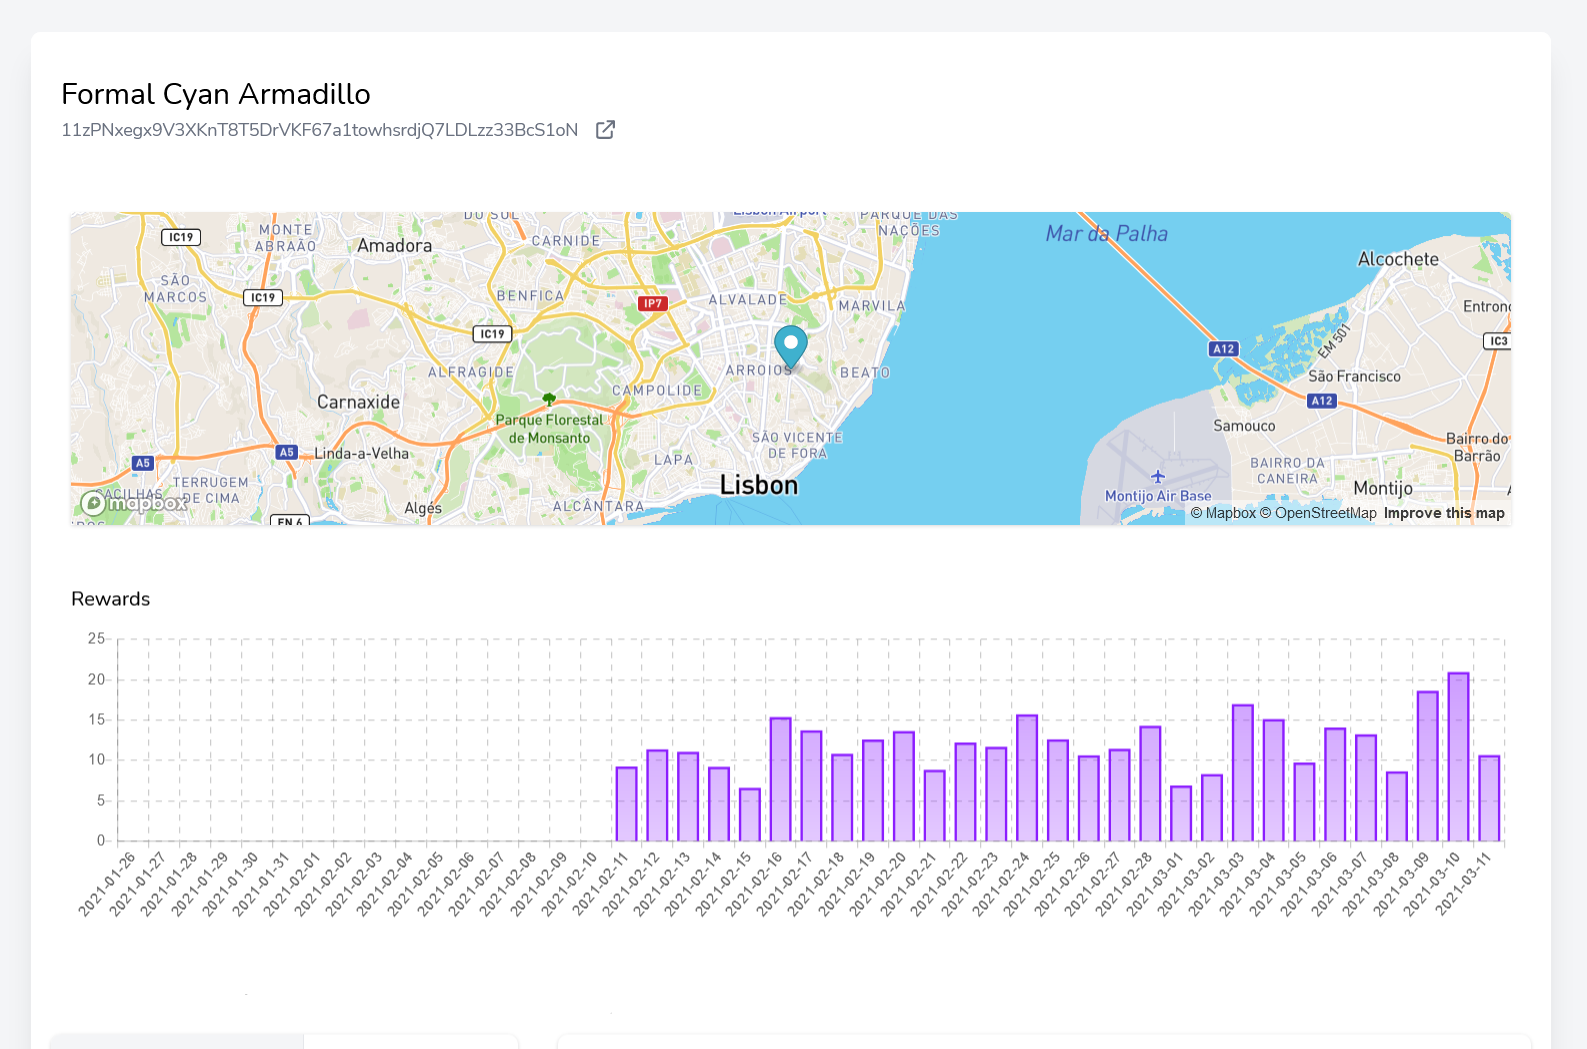 Formal Cyan Armadillo
11zPNxegx9V3XKnT8T5DrVKF67a1towhsrdjQ7LDLzz33BcS1oN
DO SOL
Lisbon Airport
PARQUE DAS
NAÇÕES
Mar da Palha
IC19
MONTE
ABRAÃO
Amadora
CARNIDE
Alcochete
SÃO
MARCOS
IC19
BENFICA
IP7
ALVALADE
MARVILA
Entronc
IC19
EM 501
IC3
A12
ALFRAGIDE
CAMPOLIDE
ARROIOS
BEATO
São Francisco
Carnaxide
A12
Parque Florestal
de Monsanto
Samouco
SÃO VICENTE
DE FORA
Bairro do
Barrão
A5
A5
Linda-a-Velha
LAPA
BAIRRO DA
CANEIRA
TERRUGEM
DE CIMA
Lisbon
Montijo
CACILHAS
mapbox
Montijo Air Base
Algés
ALCÂNTARA
EN 6
© Mapbox © OpenStreetMap Improve this map
Rewards
25
20
15
10
5
0
2021-01-26
2021-01-27
2021-01-28
2021-01-29
2021-01-30
2021-01-31
2021-02-01
2021-02-02
2021-02-03
2021-02-04
2021-02-05
2021-02-06
2021-02-07
2021-02-08
2021-02-09
2021-02-10
2021-02-11
2021-02-12
2021-02-13
2021-02-14
2021-02-15
2021-02-16
2021-02-17
2021-02-18
2021-02-19
2021-02-20
2021-02-21
2021-02-22
2021-02-23
2021-02-24
2021-02-25
2021-02-26
2021-02-27
2021-02-28
2021-03-01
2021-03-02
2021-03-03
2021-03-04
2021-03-05
2021-03-06
2021-03-07
2021-03-08
2021-03-09
2021-03-10
2021-03-11